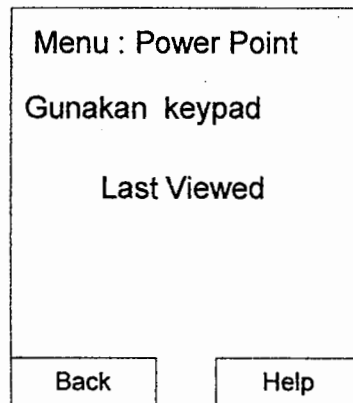 Menu : Power Point
Gunakan keypad
Last Viewed
Back
Help